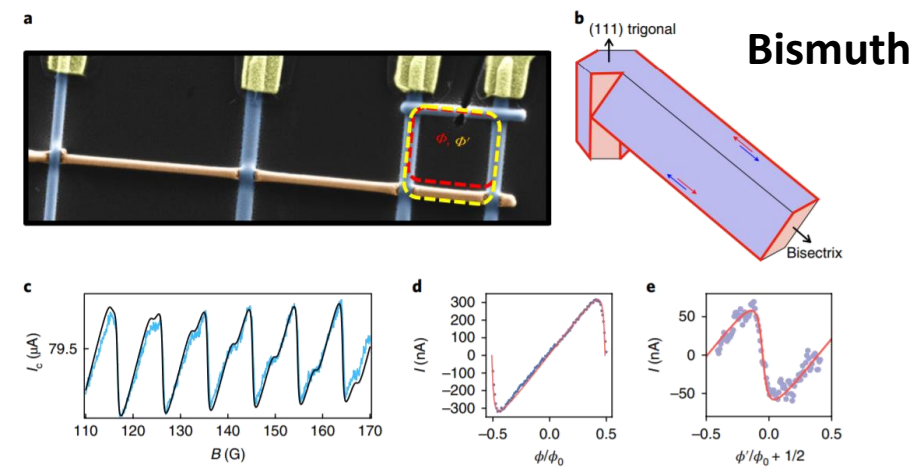 a
Φ, Φ′
b
(111) trigonal
Bismuth
Bisectrix
c
I_c (μA)
79.5
110 120 130 140 150 160 170
B (G)
d
I (nA)
300
200
100
0
−100
−200
−300
−0.5 0.0 0.5
ϕ/ϕ₀
e
I (nA)
50
0
−50
−0.5 0.0 0.5
ϕ′/ϕ₀ + 1/2